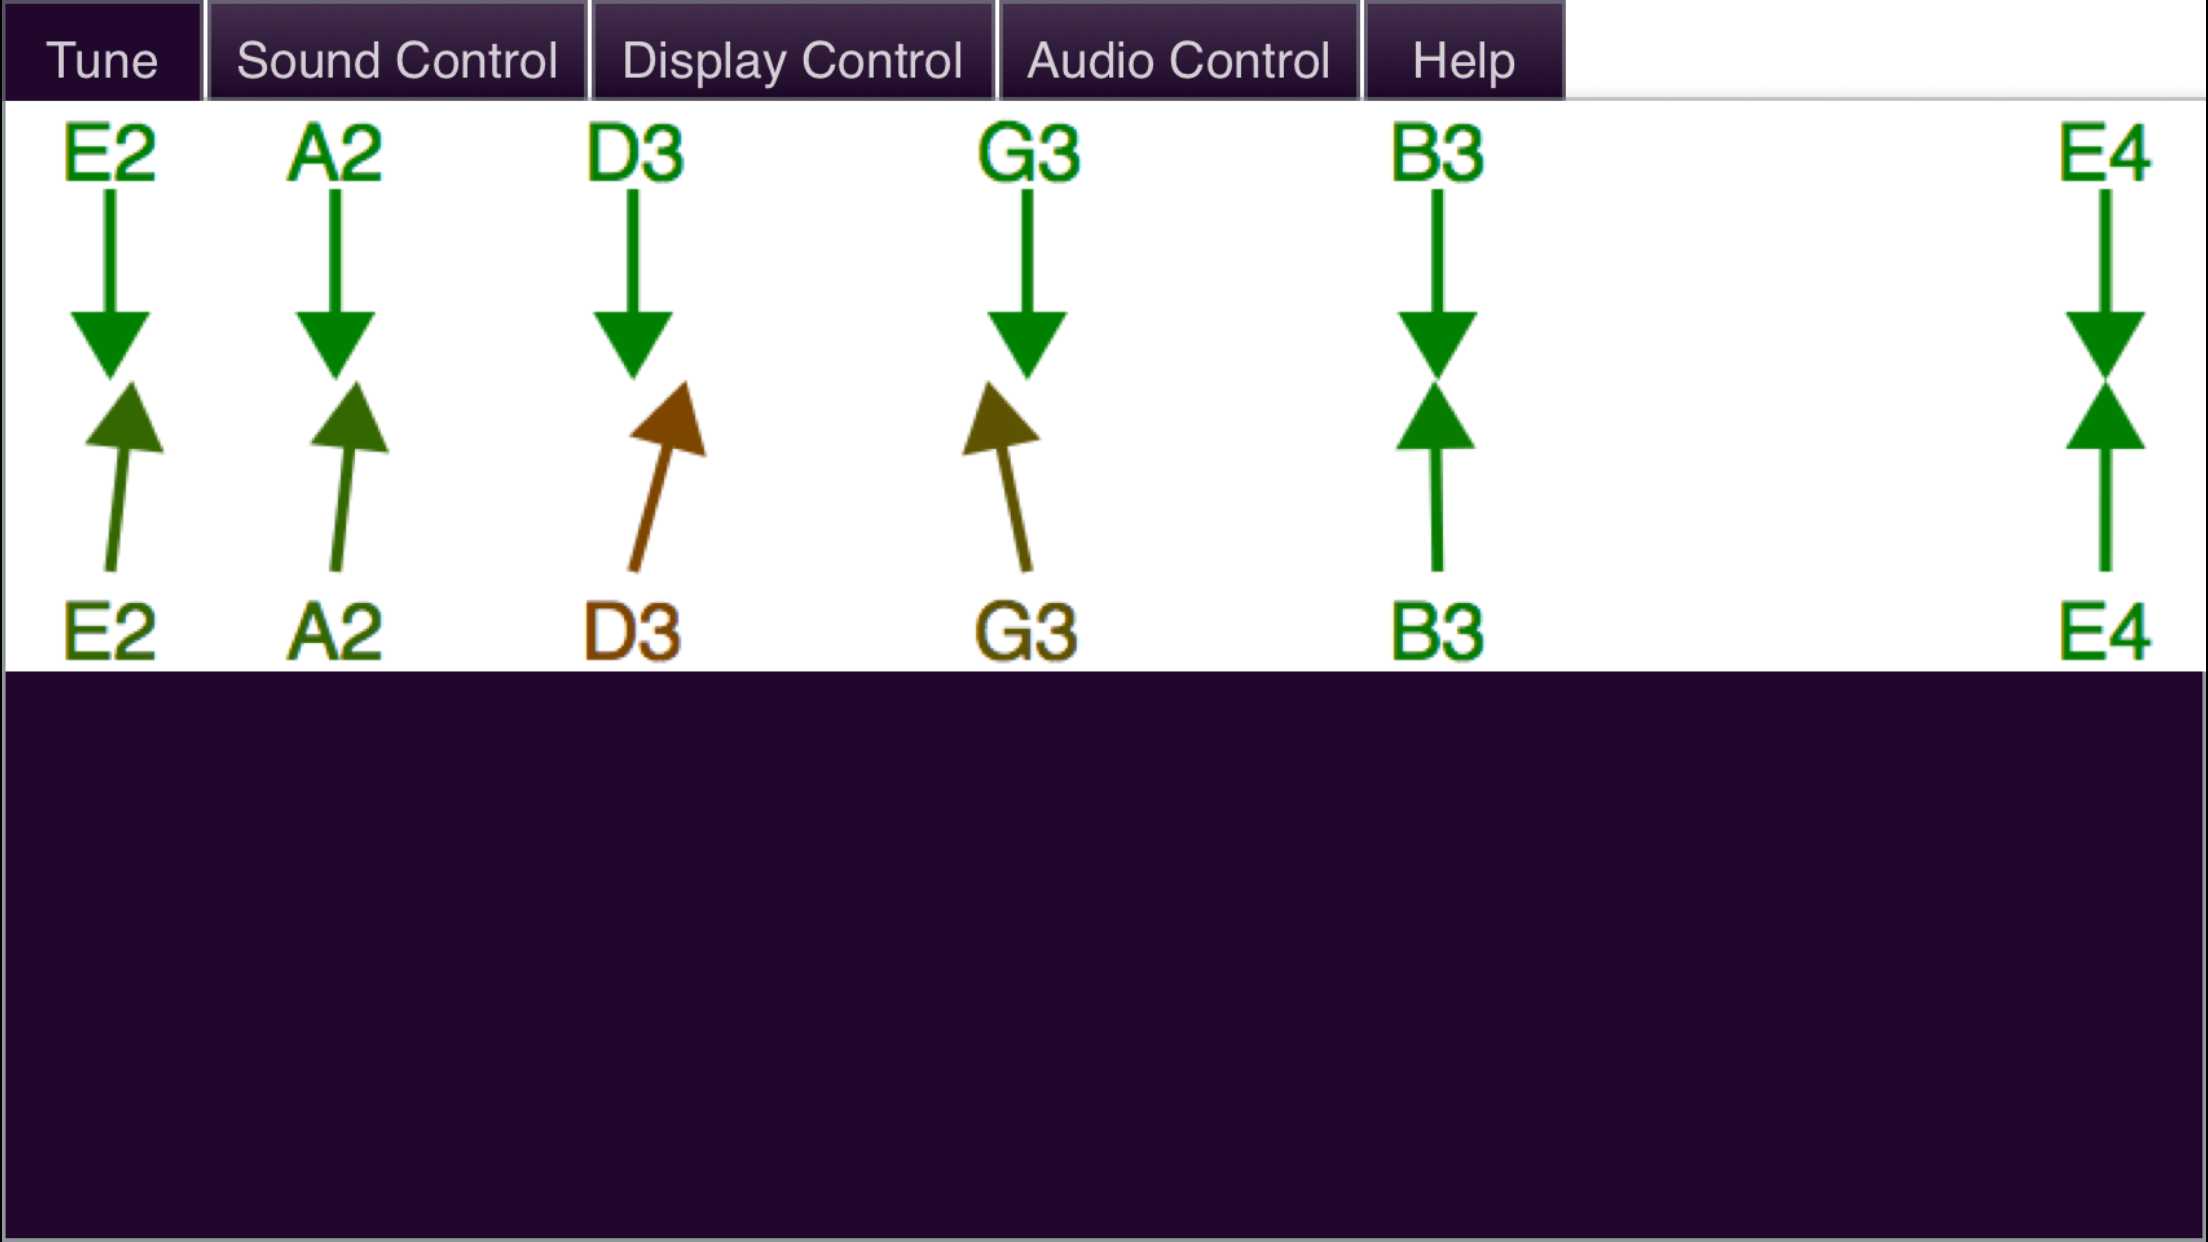 Tune Sound Control Display Control Audio Control Help
E2 A2 D3 G3 B3 E4
E2 A2 D3 G3 B3 E4